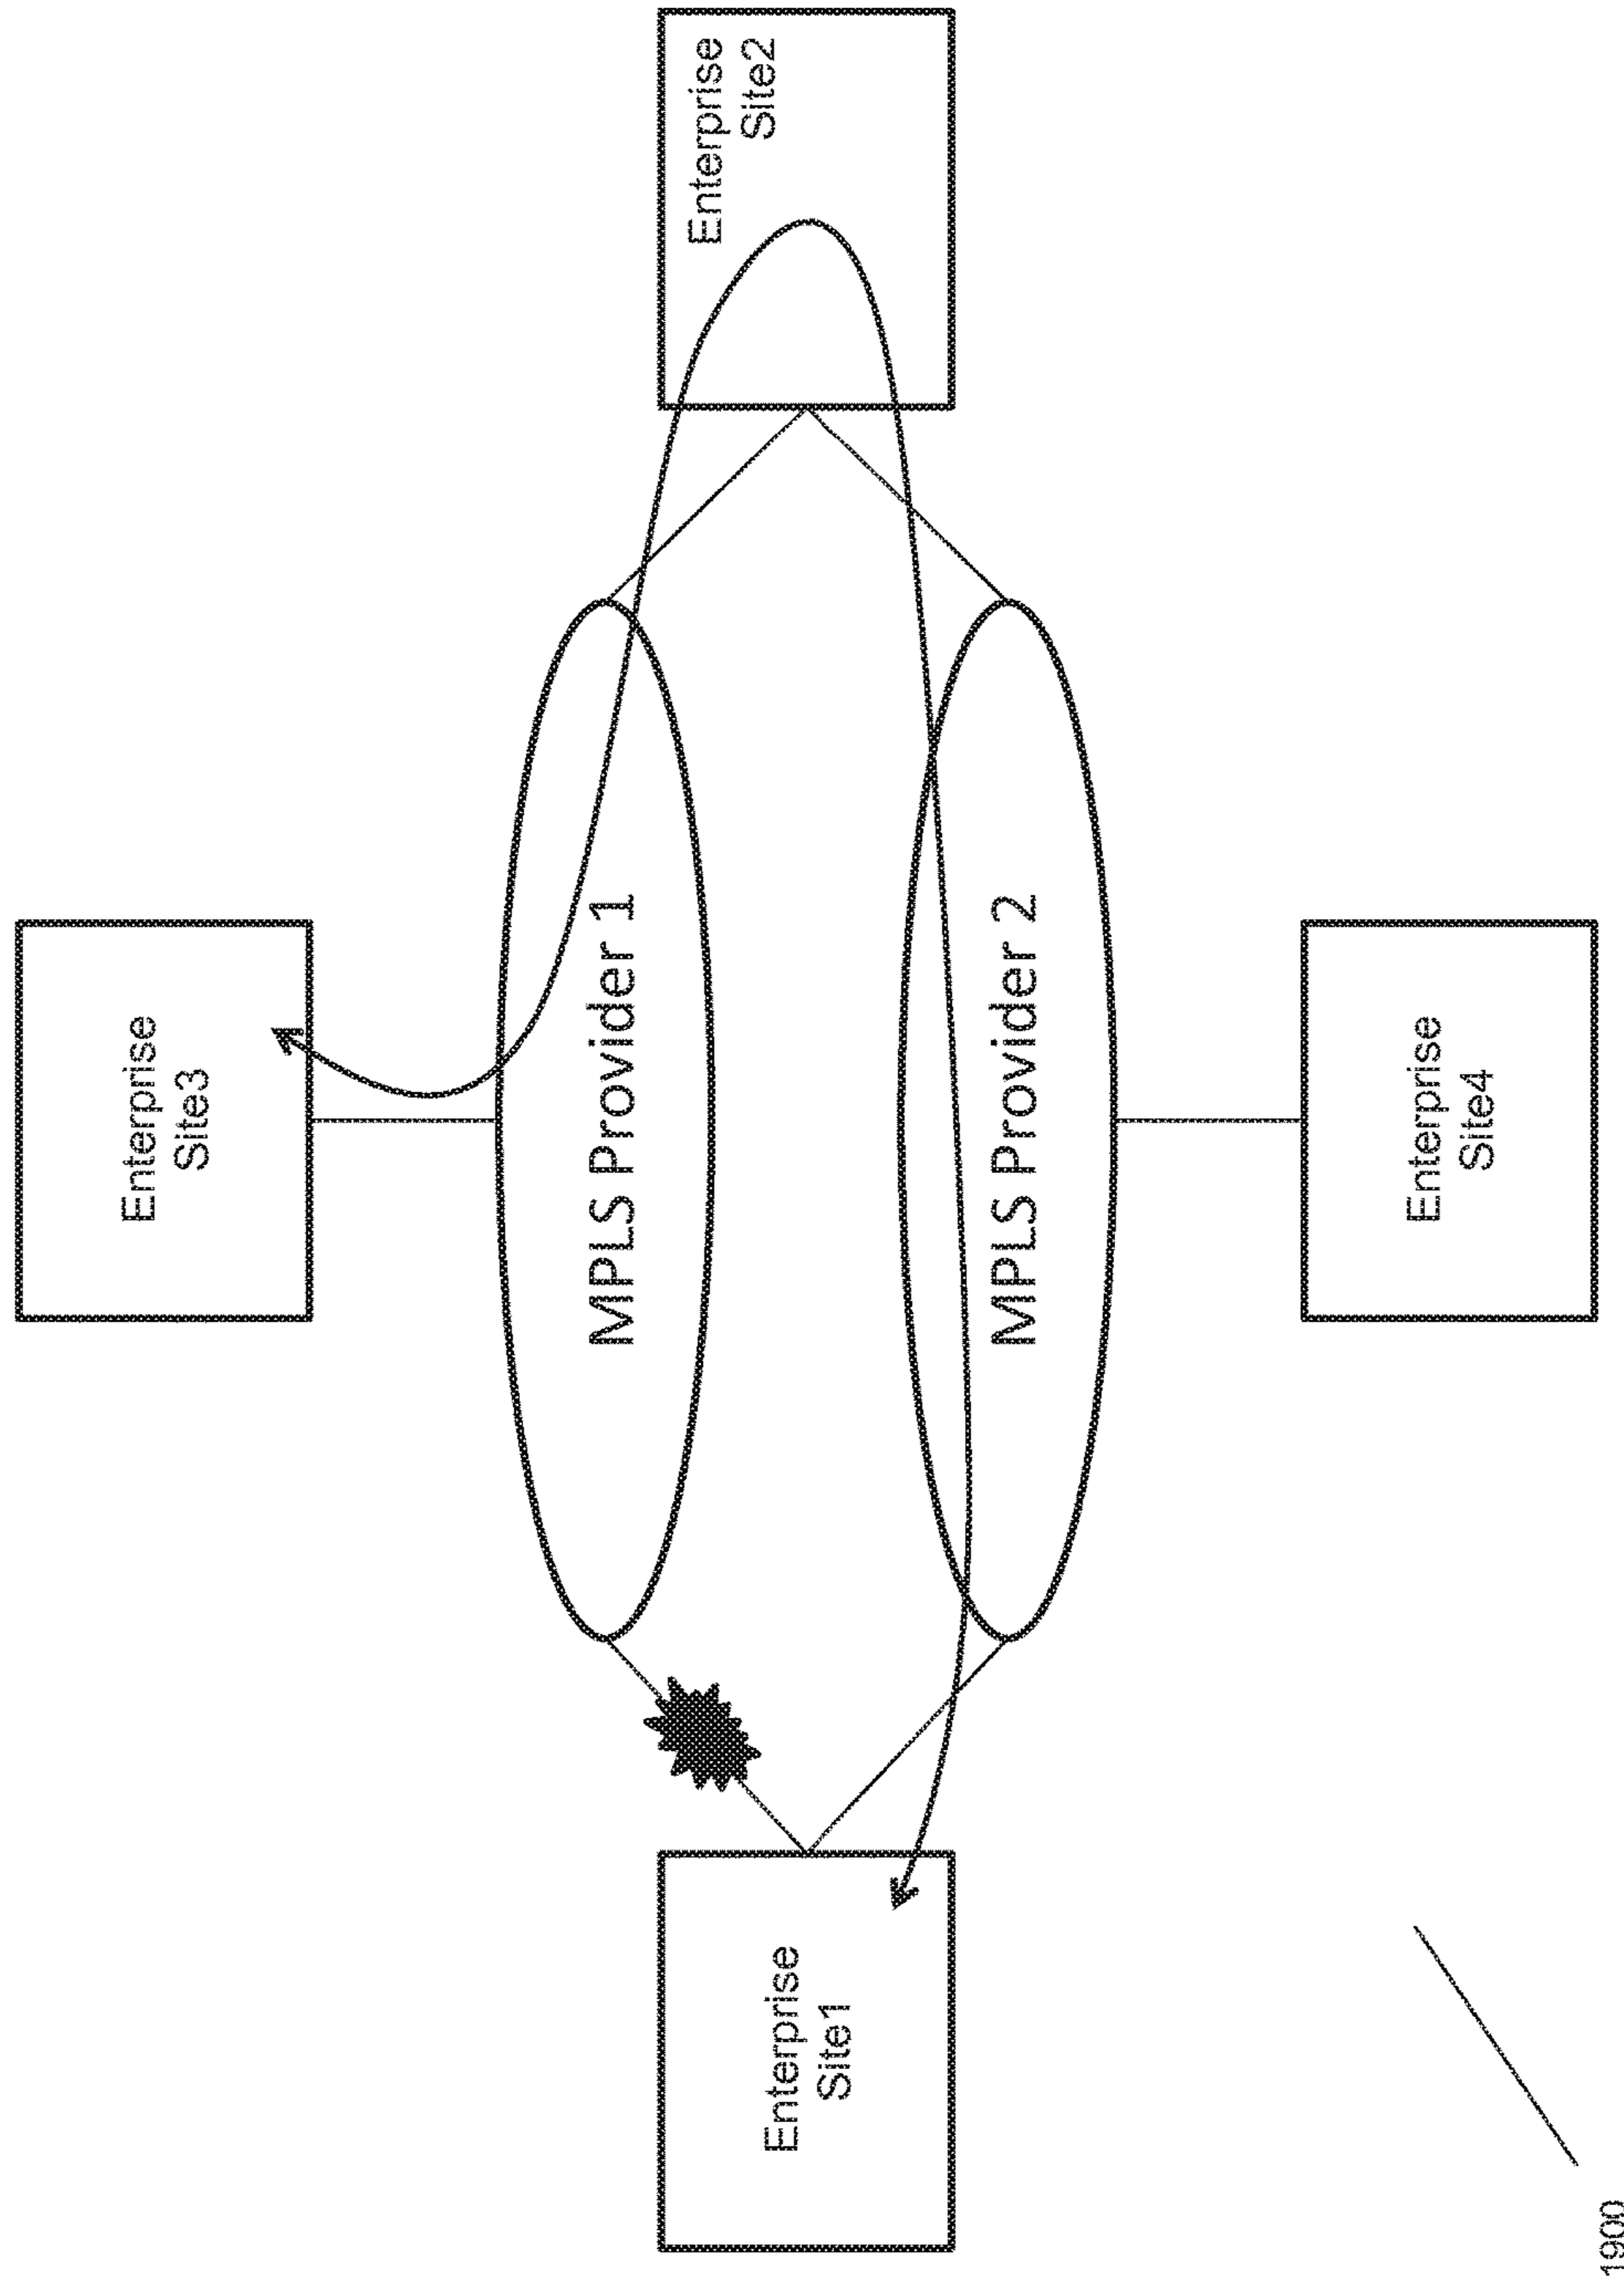 Enterprise
Site3
Enterprise
Site1
MPLS Provider 1
MPLS Provider 2
Enterprise
Site2
Enterprise
Site4
1900